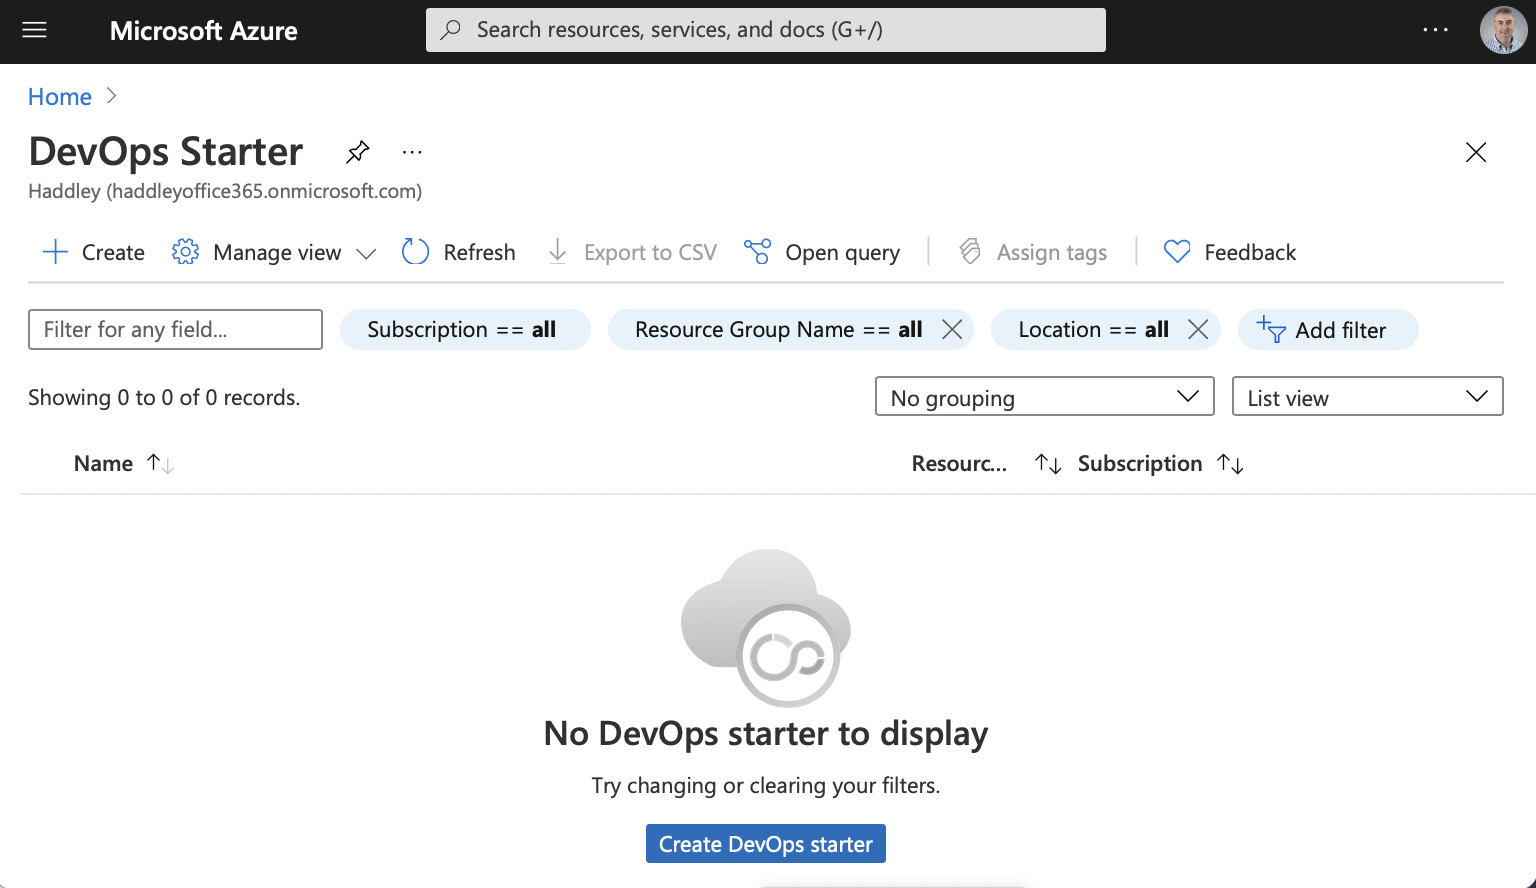 Microsoft Azure
Search resources, services, and docs (G+/)
...
Home >
DevOps Starter ...
Haddley (haddleyoffice365.onmicrosoft.com)
Create Manage view Refresh Export to CSV Open query Assign tags Feedback
Filter for any field... Subscription == all Resource Group Name == all Location == all Add filter
Showing 0 to 0 of 0 records. No grouping List view
Name ↑↓ Resourc... ↑↓ Subscription ↑↓
No DevOps starter to display
Try changing or clearing your filters.
Create DevOps starter